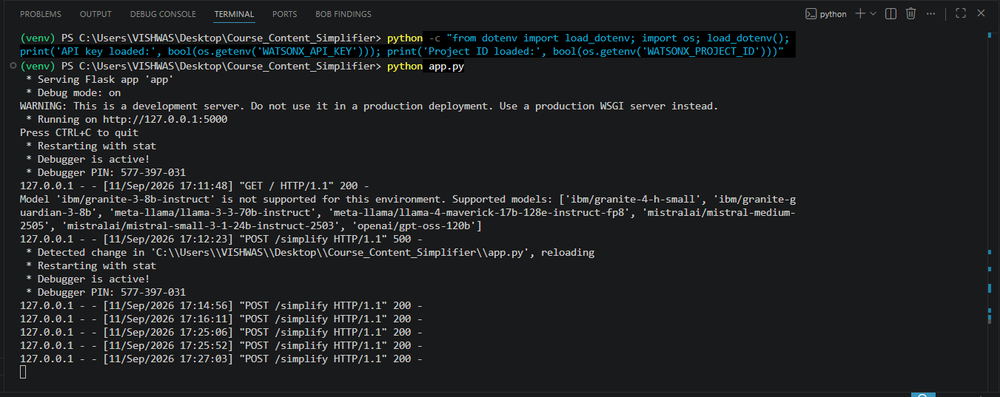 PROBLEMS OUTPUT DEBUG CONSOLE TERMINAL PORTS BOB FINDINGS python
(venv) PS C:\Users\VISHWAS\Desktop\Course_Content_Simplifier> python -c "from dotenv import load_dotenv; import os; load_dotenv();
print('API key loaded:', bool(os.getenv('WATSONX_API_KEY'))); print('Project ID loaded:', bool(os.getenv('WATSONX_PROJECT_ID')))"
(venv) PS C:\Users\VISHWAS\Desktop\Course_Content_Simplifier> python app.py
 * Serving Flask app 'app'
 * Debug mode: on
WARNING: This is a development server. Do not use it in a production deployment. Use a production WSGI server instead.
 * Running on http://127.0.0.1:5000
Press CTRL+C to quit
 * Restarting with stat
 * Debugger is active!
 * Debugger PIN: 577-397-031
127.0.0.1 - - [11/Sep/2026 17:11:48] "GET / HTTP/1.1" 200 -
Model 'ibm/granite-3-8b-instruct' is not supported for this environment. Supported models: ['ibm/granite-4-h-small', 'ibm/granite-g
uardian-3-8b', 'meta-llama/llama-3-3-70b-instruct', 'meta-llama/llama-4-maverick-17b-128e-instruct-fp8', 'mistralai/mistral-medium-
2505', 'mistralai/mistral-small-3-1-24b-instruct-2503', 'openai/gpt-oss-120b']
127.0.0.1 - - [11/Sep/2026 17:12:23] "POST /simplify HTTP/1.1" 500 -
 * Detected change in 'C:\\Users\\VISHWAS\\Desktop\\Course_Content_Simplifier\\app.py', reloading
 * Restarting with stat
 * Debugger is active!
 * Debugger PIN: 577-397-031
127.0.0.1 - - [11/Sep/2026 17:14:56] "POST /simplify HTTP/1.1" 200 -
127.0.0.1 - - [11/Sep/2026 17:16:11] "POST /simplify HTTP/1.1" 200 -
127.0.0.1 - - [11/Sep/2026 17:25:06] "POST /simplify HTTP/1.1" 200 -
127.0.0.1 - - [11/Sep/2026 17:25:52] "POST /simplify HTTP/1.1" 200 -
127.0.0.1 - - [11/Sep/2026 17:27:03] "POST /simplify HTTP/1.1" 200 -